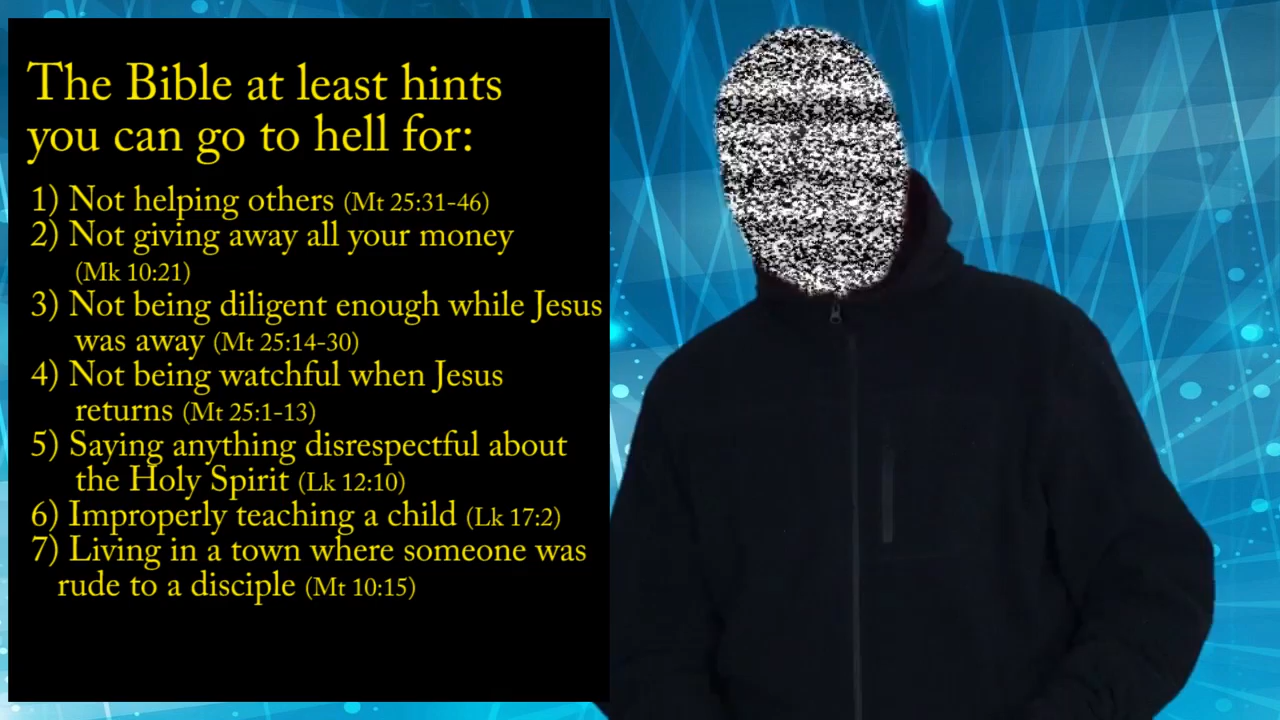 The Bible at least hints
you can go to hell for:
1) Not helping others (Mt 25:31-46)
2) Not giving away all your money
(Mk 10:21)
3) Not being diligent enough while Jesus
was away (Mt 25:14-30)
4) Not being watchful when Jesus
returns (Mt 25:1-13)
5) Saying anything disrespectful about
the Holy Spirit (Lk 12:10)
6) Improperly teaching a child (Lk 17:2)
7) Living in a town where someone was
rude to a disciple (Mt 10:15)